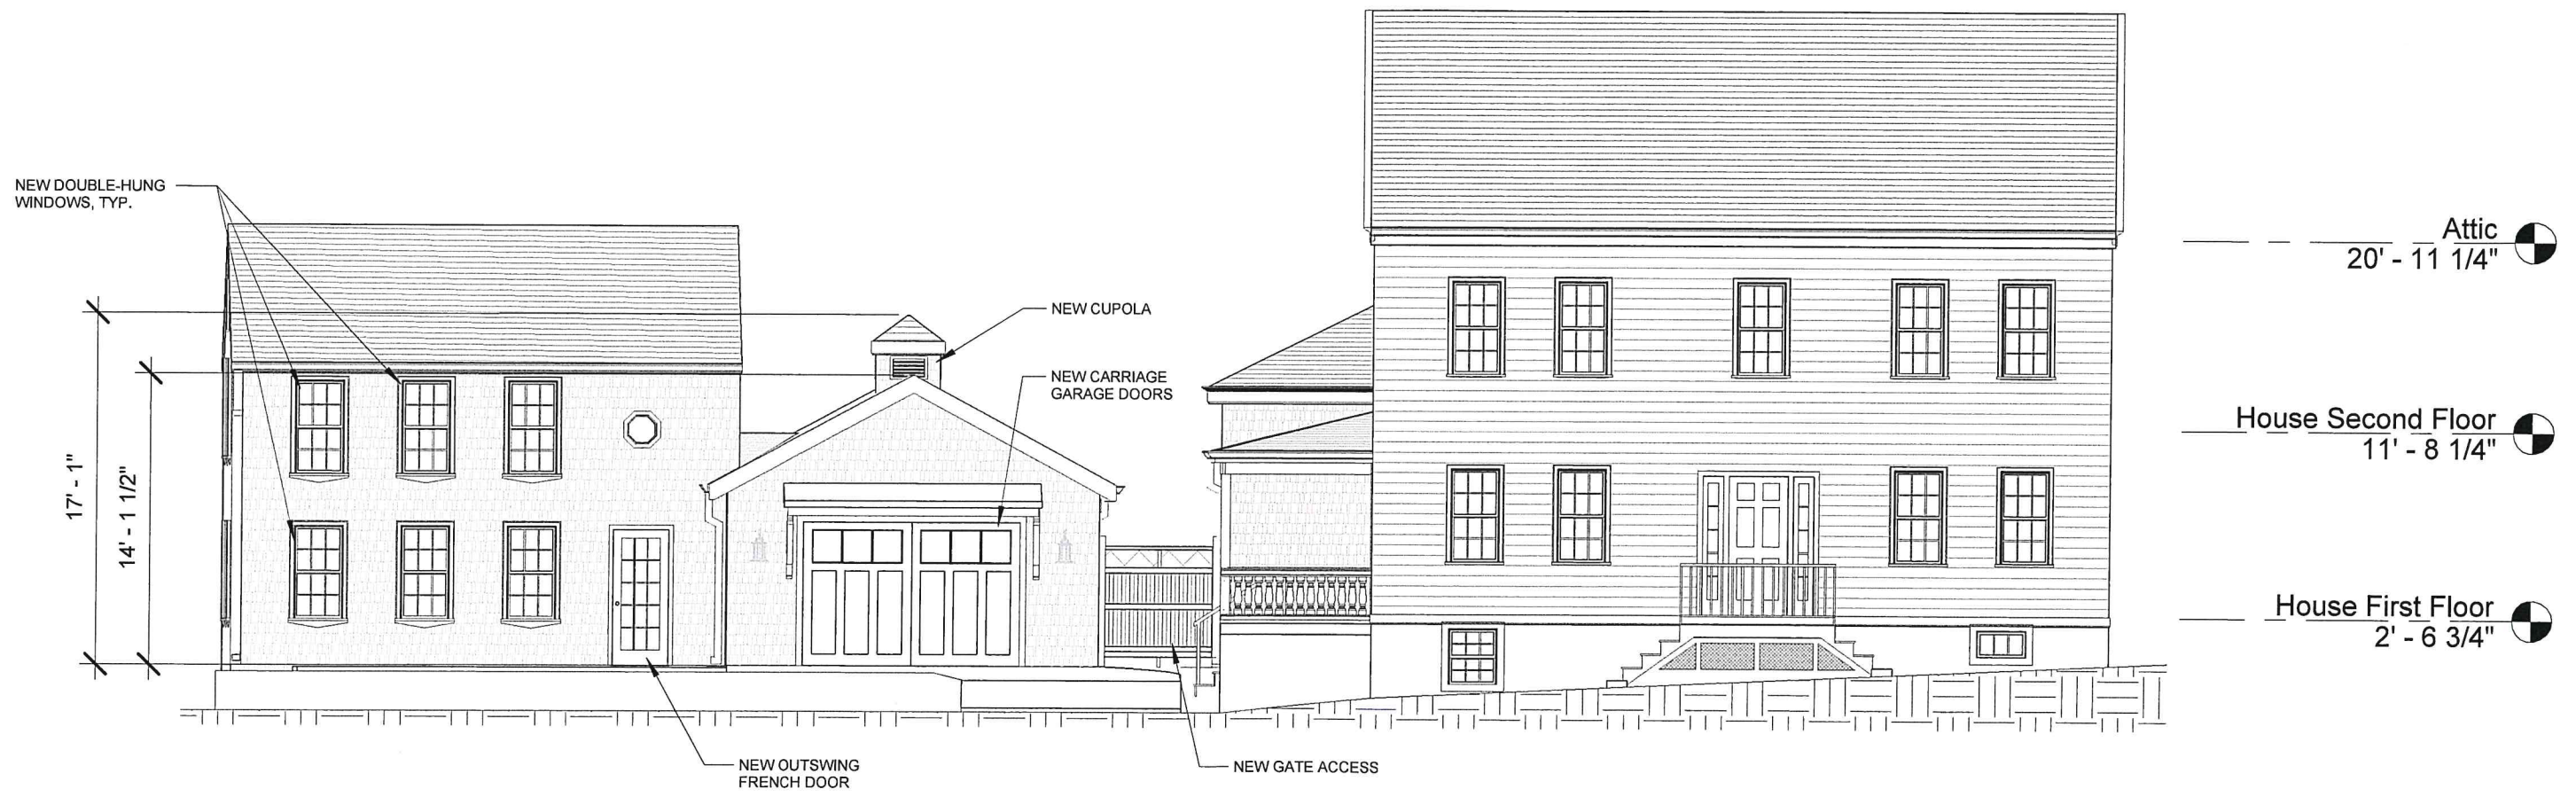 NEW DOUBLE-HUNG
WINDOWS, TYP.
17' - 1"
14' - 1 1/2"
NEW CUPOLA
NEW CARRIAGE
GARAGE DOORS
NEW OUTSWING
FRENCH DOOR
NEW GATE ACCESS
Attic
20' - 11 1/4"
House Second Floor
11' - 8 1/4"
House First Floor
2' - 6 3/4"